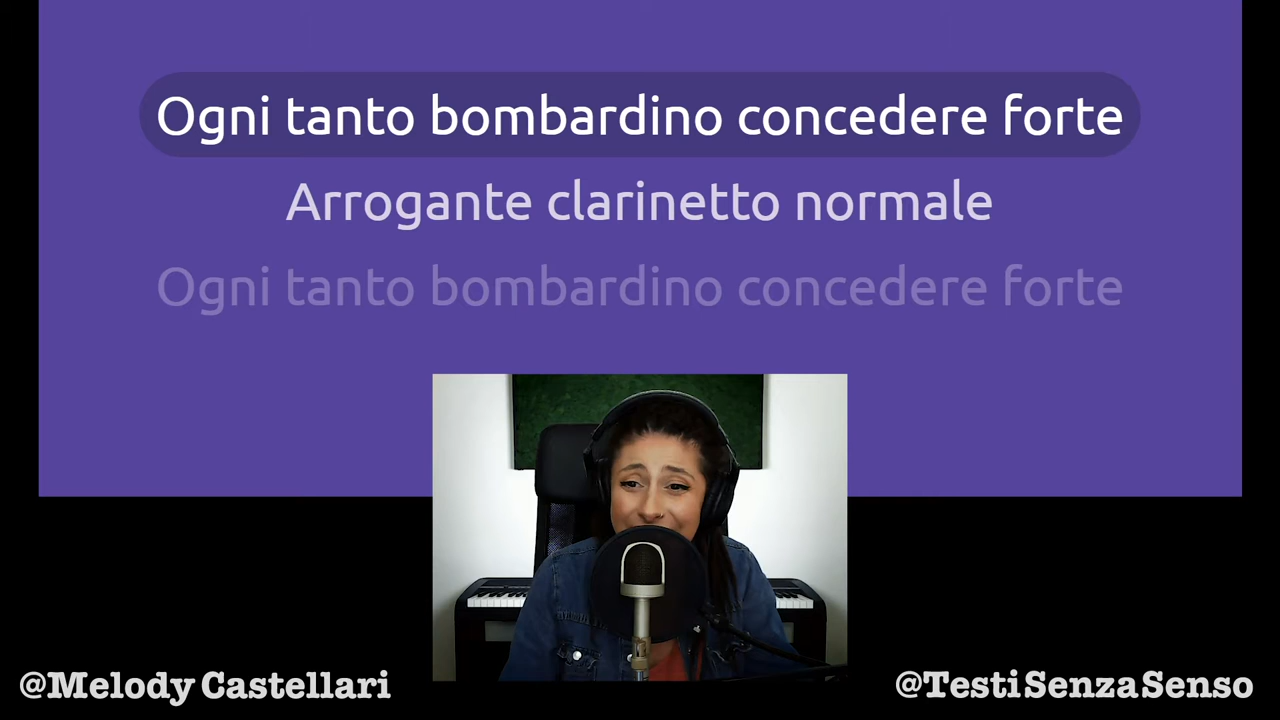 Ogni tanto bombardino concedere forte
Arrogante clarinetto normale
Ogni tanto bombardino concedere forte
@Melody Castellari
@TestiSenzaSenso